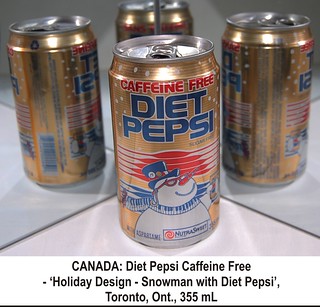 CAFFEINE FREE
DIET
PEPSI
NUTRASWEET
CANADA: Diet Pepsi Caffeine Free
- ‘Holiday Design - Snowman with Diet Pepsi’,
Toronto, Ont., 355 mL